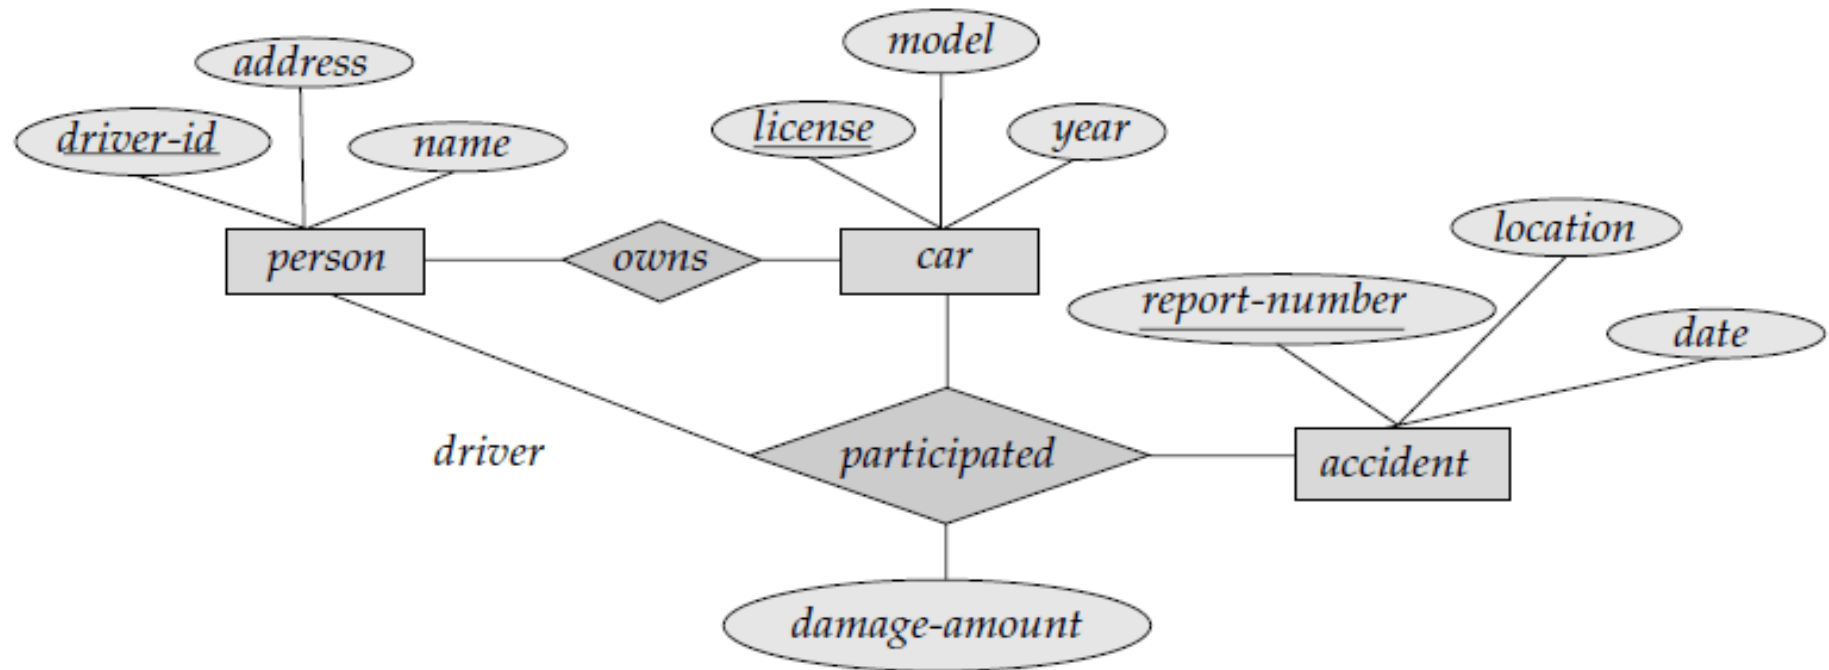 model
address
driver-id
name
license
year
location
person
owns
car
report-number
date
driver
participated
accident
damage-amount